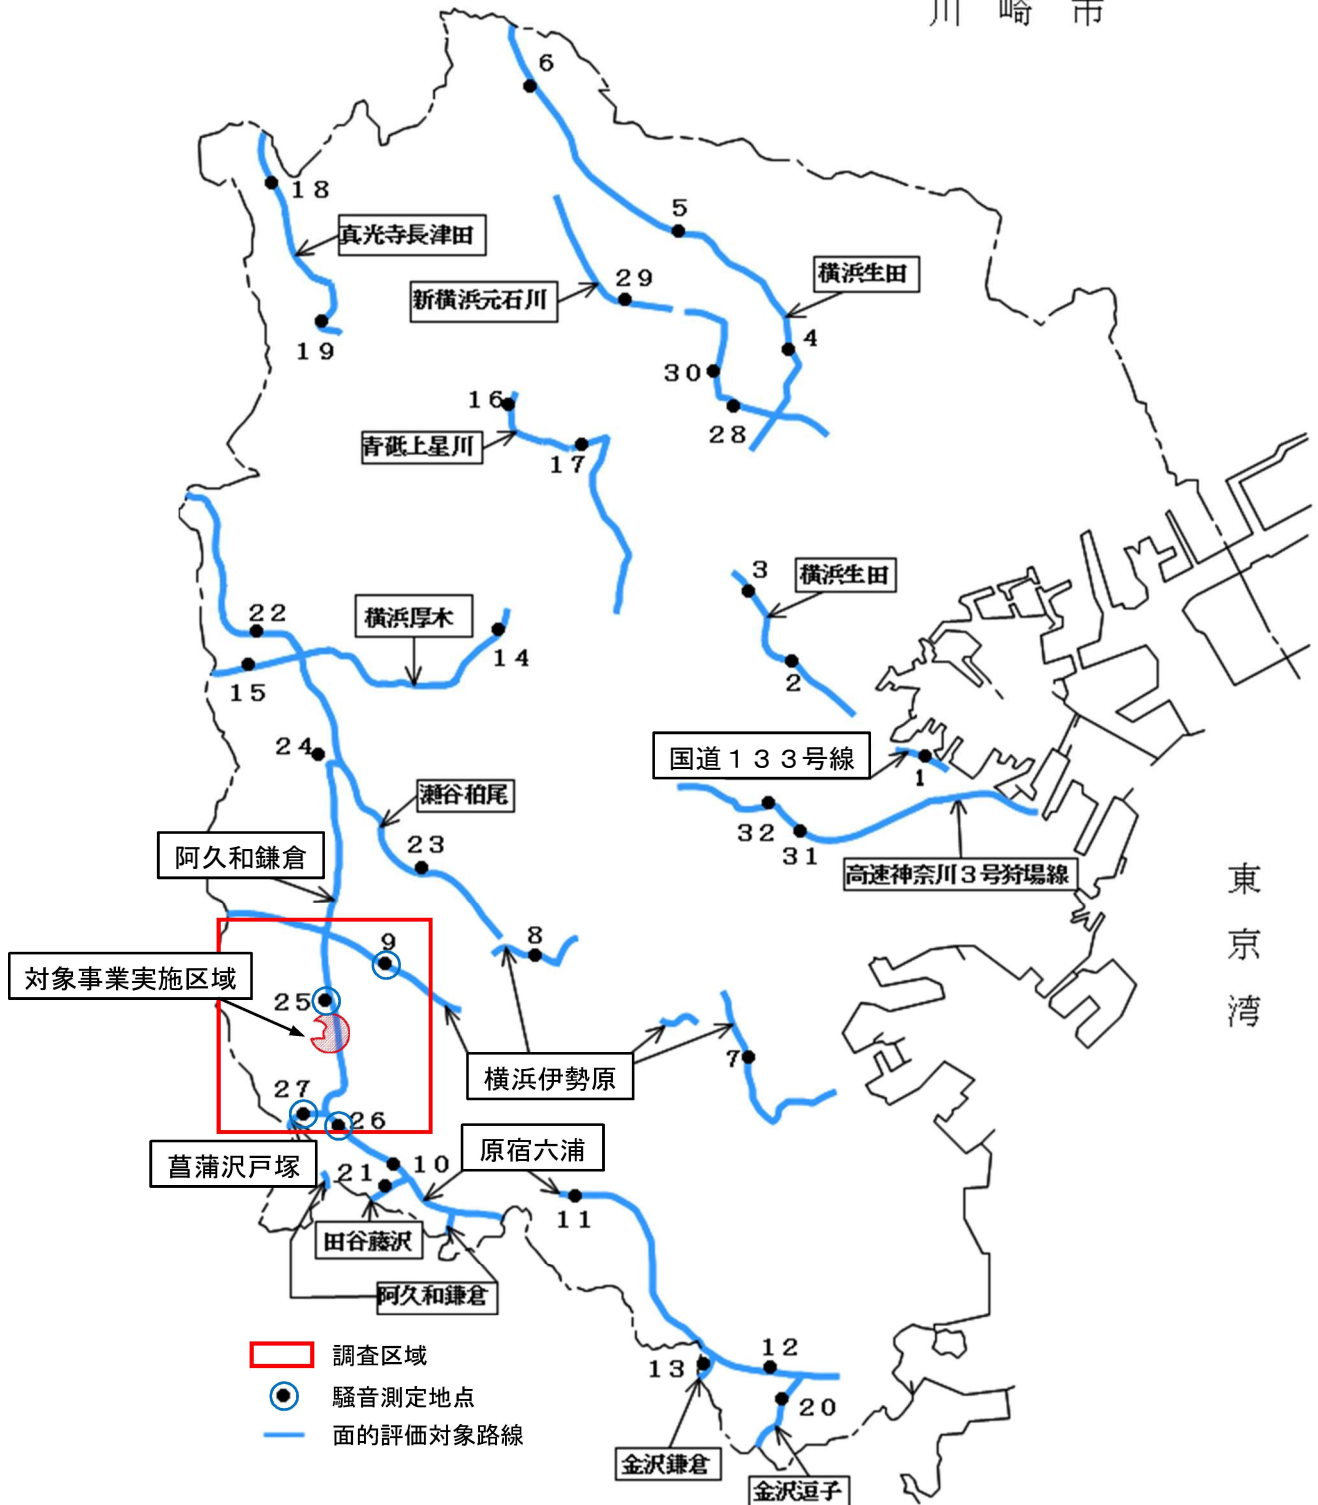 川崎市
6
18
5
真光寺長津田
横浜生田
29
新横浜元石川
4
19
30
16
28
青砥上星川
17
3
横浜生田
22
横浜厚木
14
15
2
24
国道133号線
1
瀬谷柏尾
32
31
23
阿久和鎌倉
高速神奈川3号狩場線
東京湾
9
8
対象事業実施区域
25
7
横浜伊勢原
27
26
原宿六浦
菖蒲沢戸塚
21
10
11
田谷藤沢
阿久和鎌倉
調査区域
12
13
騒音測定地点
20
面的評価対象路線
金沢鎌倉
金沢逗子